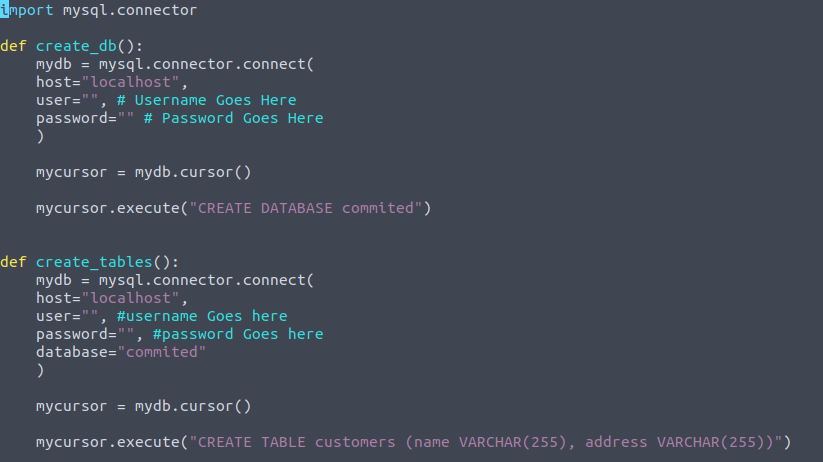 import mysql.connector
def create_db():
    mydb = mysql.connector.connect(
    host="localhost",
    user="", # Username Goes Here
    password="" # Password Goes Here
    )
    mycursor = mydb.cursor()
    mycursor.execute("CREATE DATABASE commited")
def create_tables():
    mydb = mysql.connector.connect(
    host="localhost",
    user="", #username Goes here
    password="", #password Goes here
    database="commited"
    )
    mycursor = mydb.cursor()
    mycursor.execute("CREATE TABLE customers (name VARCHAR(255), address VARCHAR(255))")